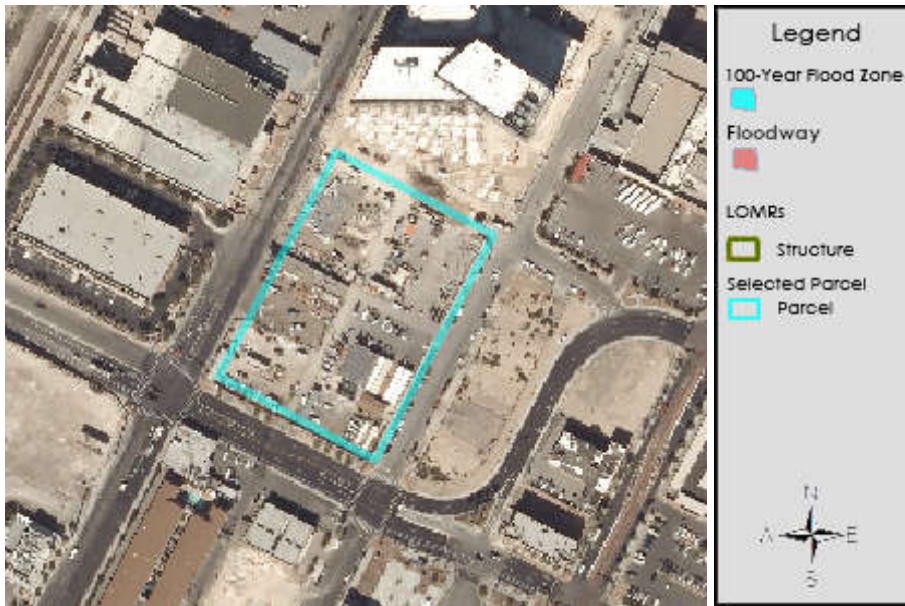 Legend
100-Year Flood Zone
Floodway
LOMRs
Structure
Selected Parcel
Parcel
N
E
S